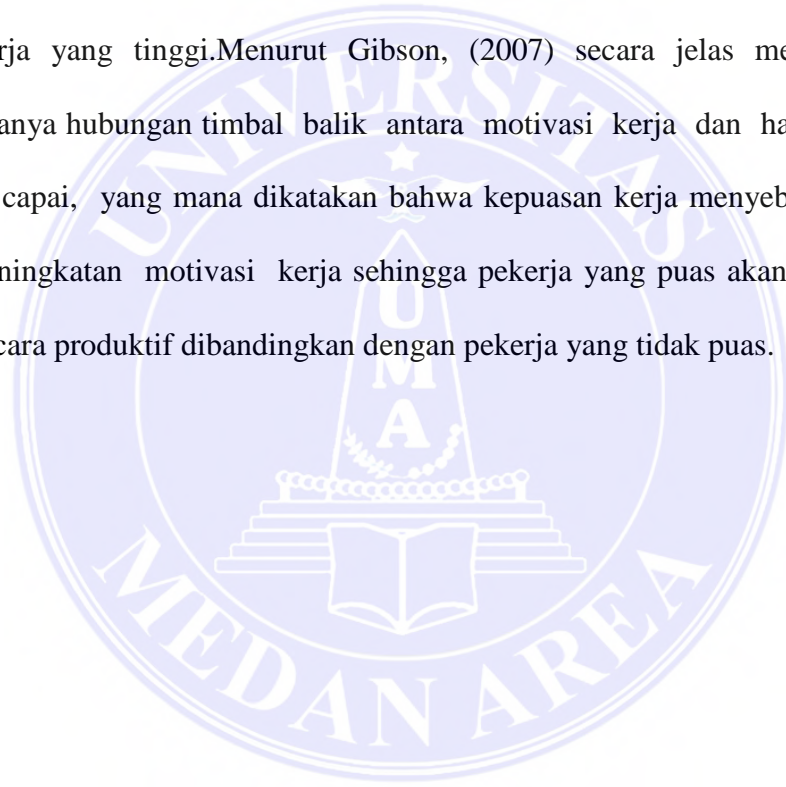 rja yang tinggi.Menurut Gibson, (2007) secara jelas me
anya hubungan timbal balik antara motivasi kerja dan ha
capai, yang mana dikatakan bahwa kepuasan kerja menyeb
ningkatan motivasi kerja sehingga pekerja yang puas akan
cara produktif dibandingkan dengan pekerja yang tidak puas.
UNIVERSITAS
UMA
MEDAN AREA